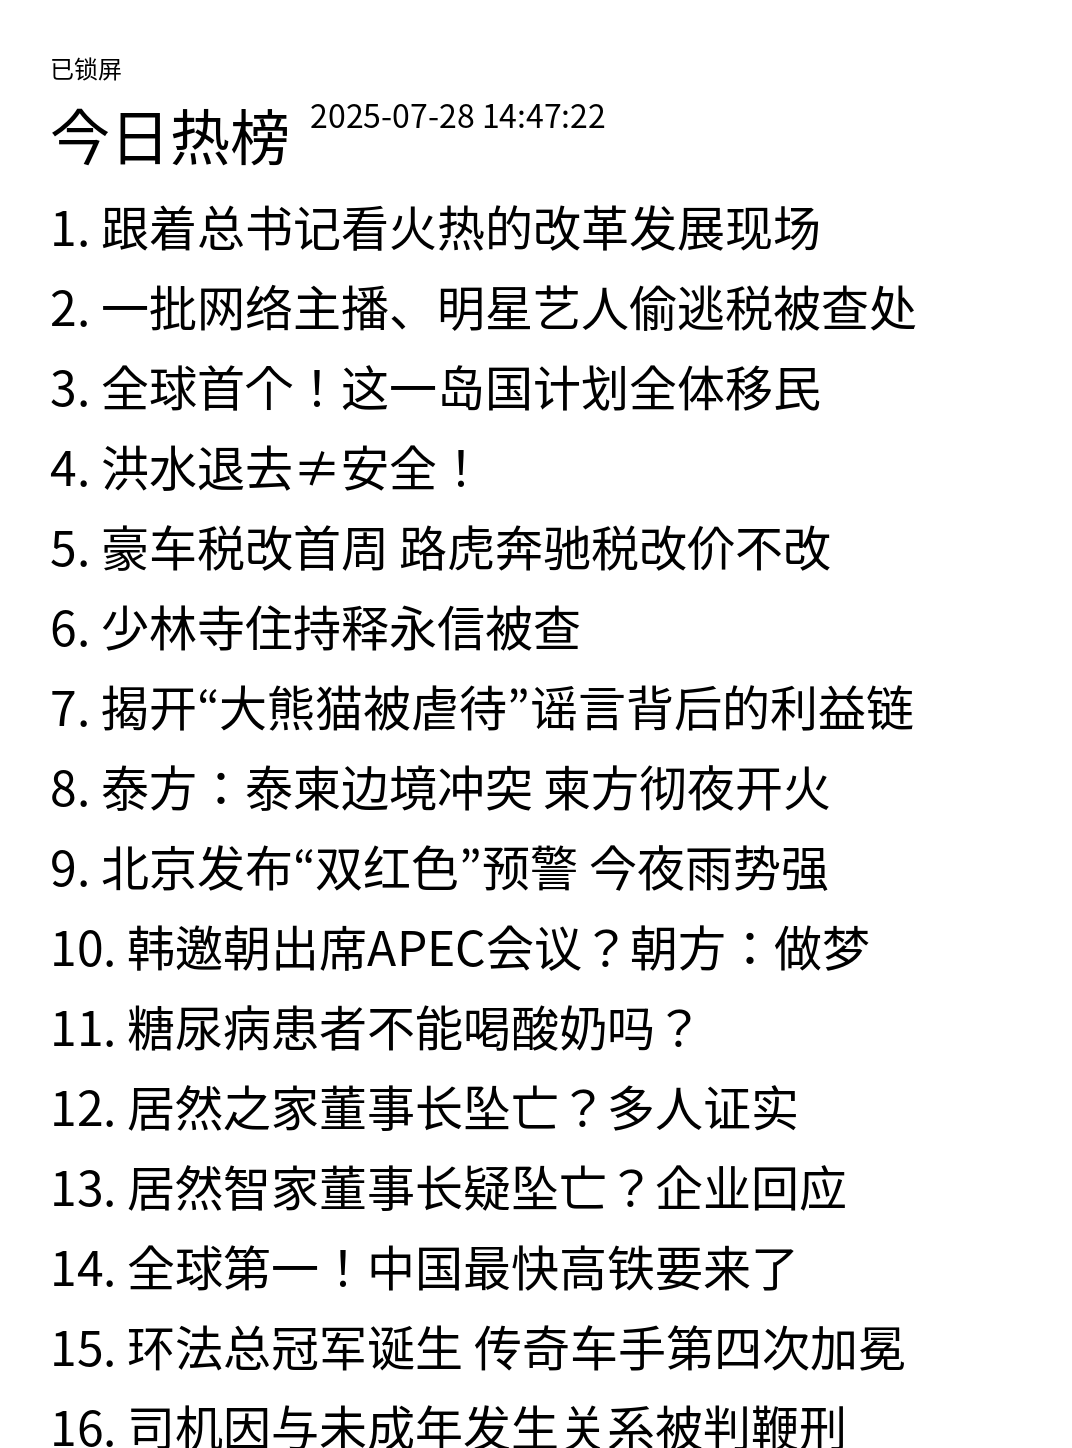 已锁屏
今日热榜 2025-07-28 14:47:22
1. 跟着总书记看火热的改革发展现场
2. 一批网络主播、明星艺人偷逃税被查处
3. 全球首个！这一岛国计划全体移民
4. 洪水退去≠安全！
5. 豪车税改首周 路虎奔驰税改价不改
6. 少林寺住持释永信被查
7. 揭开“大熊猫被虐待”谣言背后的利益链
8. 泰方：泰柬边境冲突 柬方彻夜开火
9. 北京发布“双红色”预警 今夜雨势强
10. 韩邀朝出席APEC会议？朝方：做梦
11. 糖尿病患者不能喝酸奶吗？
12. 居然之家董事长坠亡？多人证实
13. 居然智家董事长疑坠亡？企业回应
14. 全球第一！中国最快高铁要来了
15. 环法总冠军诞生 传奇车手第四次加冕
16. 司机因与未成年发生关系被判鞭刑